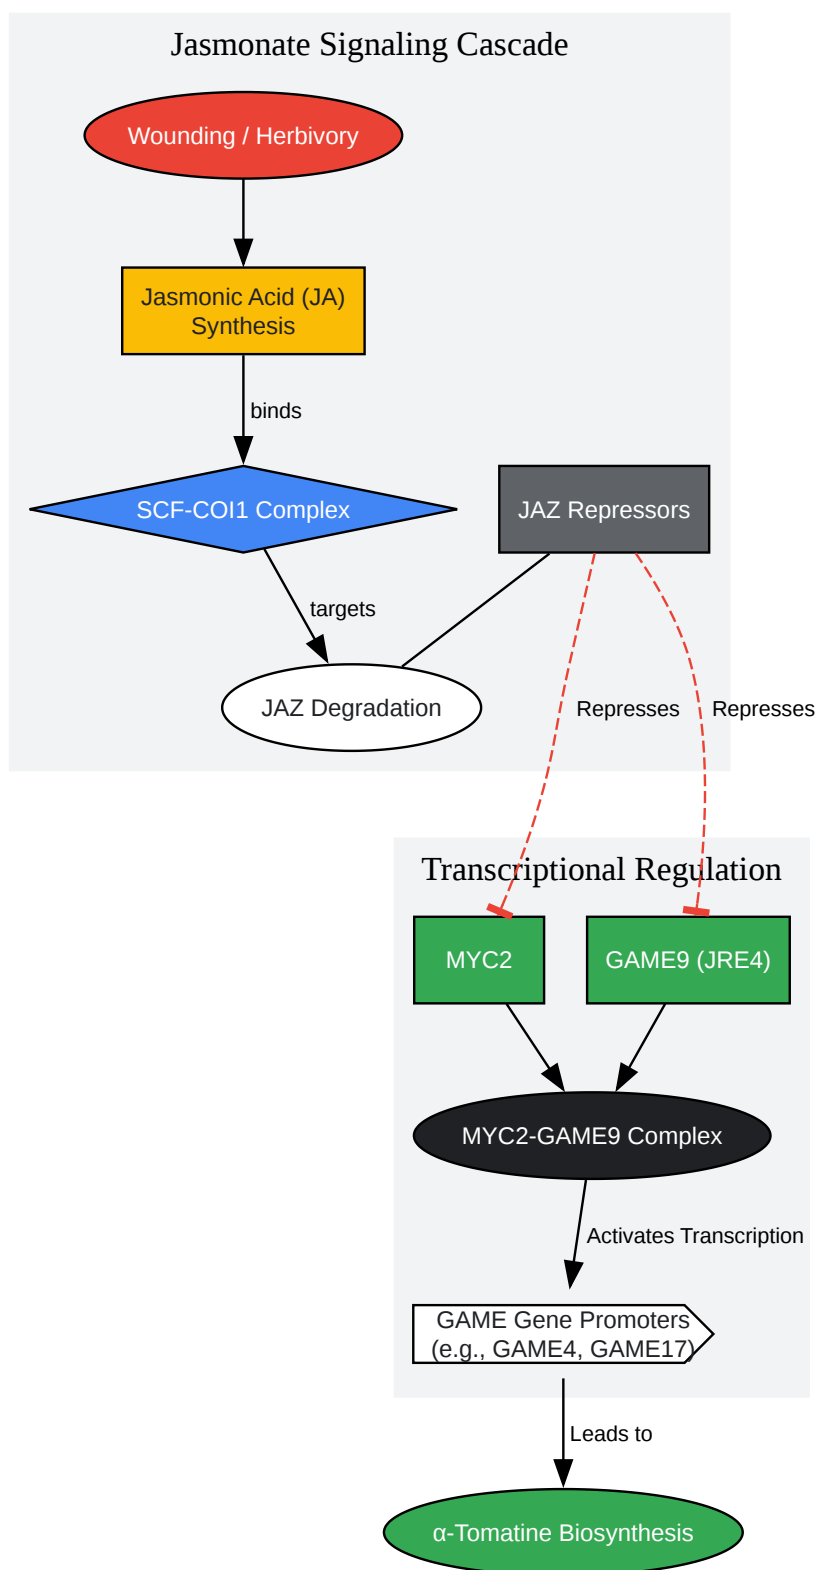 Jasmonate Signaling Cascade
Wounding / Herbivory
Jasmonic Acid (JA)
Synthesis
binds
SCF-COI1 Complex
JAZ Repressors
targets
JAZ Degradation
Represses
Represses
Transcriptional Regulation
MYC2
GAME9 (JRE4)
MYC2-GAME9 Complex
Activates Transcription
GAME Gene Promoters
(e.g., GAME4, GAME17)
Leads to
α-Tomatine Biosynthesis